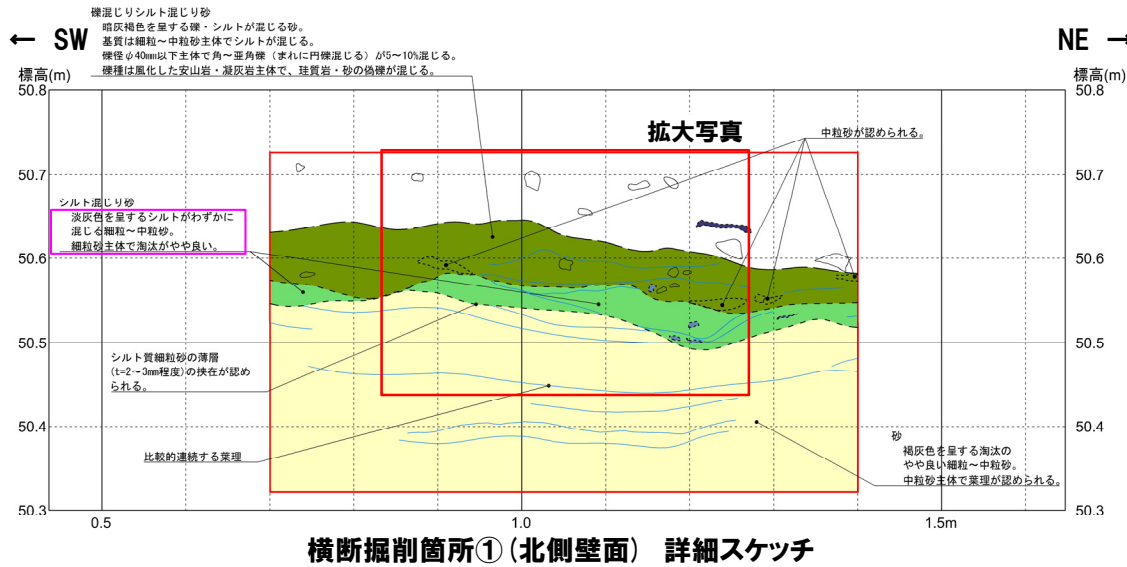 礫混じりシルト混じり砂
暗灰褐色を呈する礫・シルトが混じる砂。
基質は細粒～中粒砂主体でシルトが混じる。
礫径φ40mm以下主体で角～亜角礫（まれに円礫混じる）が5～10%混じる。
礫種は風化した安山岩・凝灰岩主体で、珪質岩・砂の偽礫が混じる。
← SW
NE →
標高(m)
標高(m)
50.8
50.8
拡大写真
中粒砂が認められる。
50.7
50.7
シルト混じり砂
淡灰色を呈するシルトがわずかに
混じる細粒～中粒砂。
細粒砂主体で淘汰がやや良い。
50.6
50.6
50.5
50.5
シルト質細粒砂の薄層
(t=2～3mm程度)の挟在が認め
られる。
50.4
50.4
比較的連続する葉理
砂
褐灰色を呈する淘汰の
やや良い細粒～中粒砂。
中粒砂主体で葉理が認められる。
50.3
50.3
0.5
1.0
1.5m
横断掘削箇所①(北側壁面) 詳細スケッチ